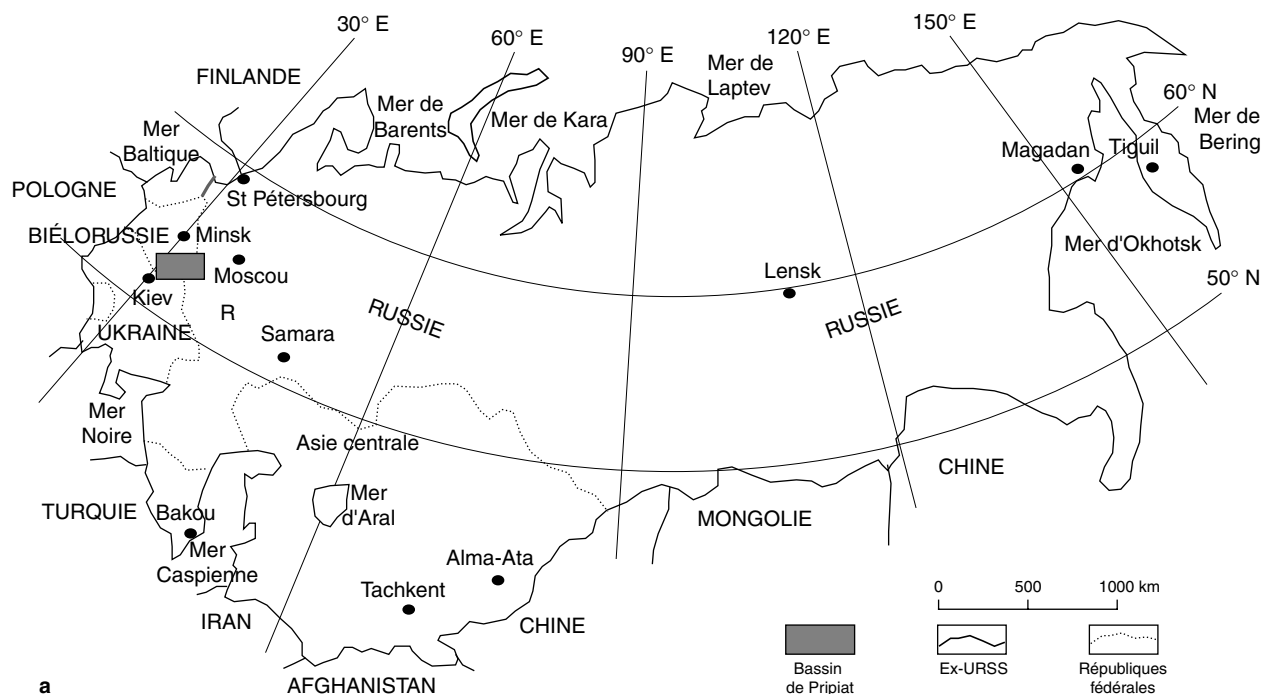 30° E
60° E
90° E
120° E
150° E
60° N
50° N
FINLANDE
Mer
Baltique
Mer de
Barents
Mer de Kara
Mer de
Laptev
Mer de
Bering
Magadan
Tiguil
POLOGNE
St Pétersbourg
BIÉLORUSSIE
Minsk
Moscou
Kiev
UKRAINE
R
Samara
RUSSIE
Lensk
RUSSIE
Mer d'Okhotsk
Mer
Noire
Asie centrale
CHINE
TURQUIE
Bakou
Mer
d'Aral
MONGOLIE
Mer
Caspienne
Alma-Ata
Tachkent
IRAN
CHINE
AFGHANISTAN
0 500 1000 km
Bassin
de Pripiat
Ex-URSS
Républiques
fédérales
a